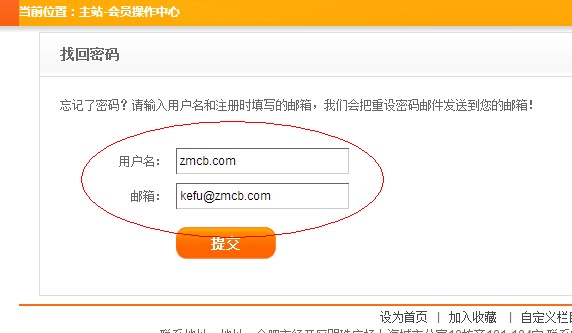 当前位置：主站-会员操作中心
找回密码
忘记了密码？请输入用户名和注册时填写的邮箱，我们会把重设密码邮件发送到您的邮箱！
用户名： zmcb.com
邮箱： kefu@zmcb.com
提交
设为首页 | 加入收藏 | 自定义栏目